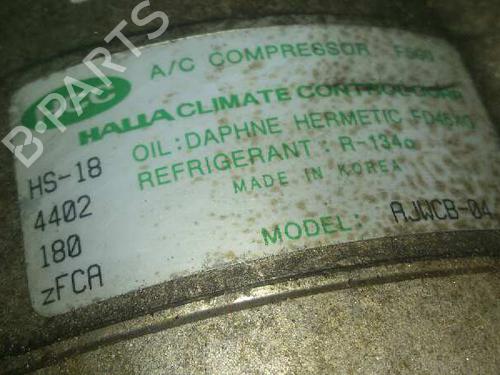 A/C COMPRESSOR
HALLA CLIMATE CONTROL CORP
OIL: DAPHNE HERMETIC
REFRIGERANT : R-134a
MADE IN KOREA
MODEL: AJWCB-04
HS-18
4402
180
zFCA
B-PARTS